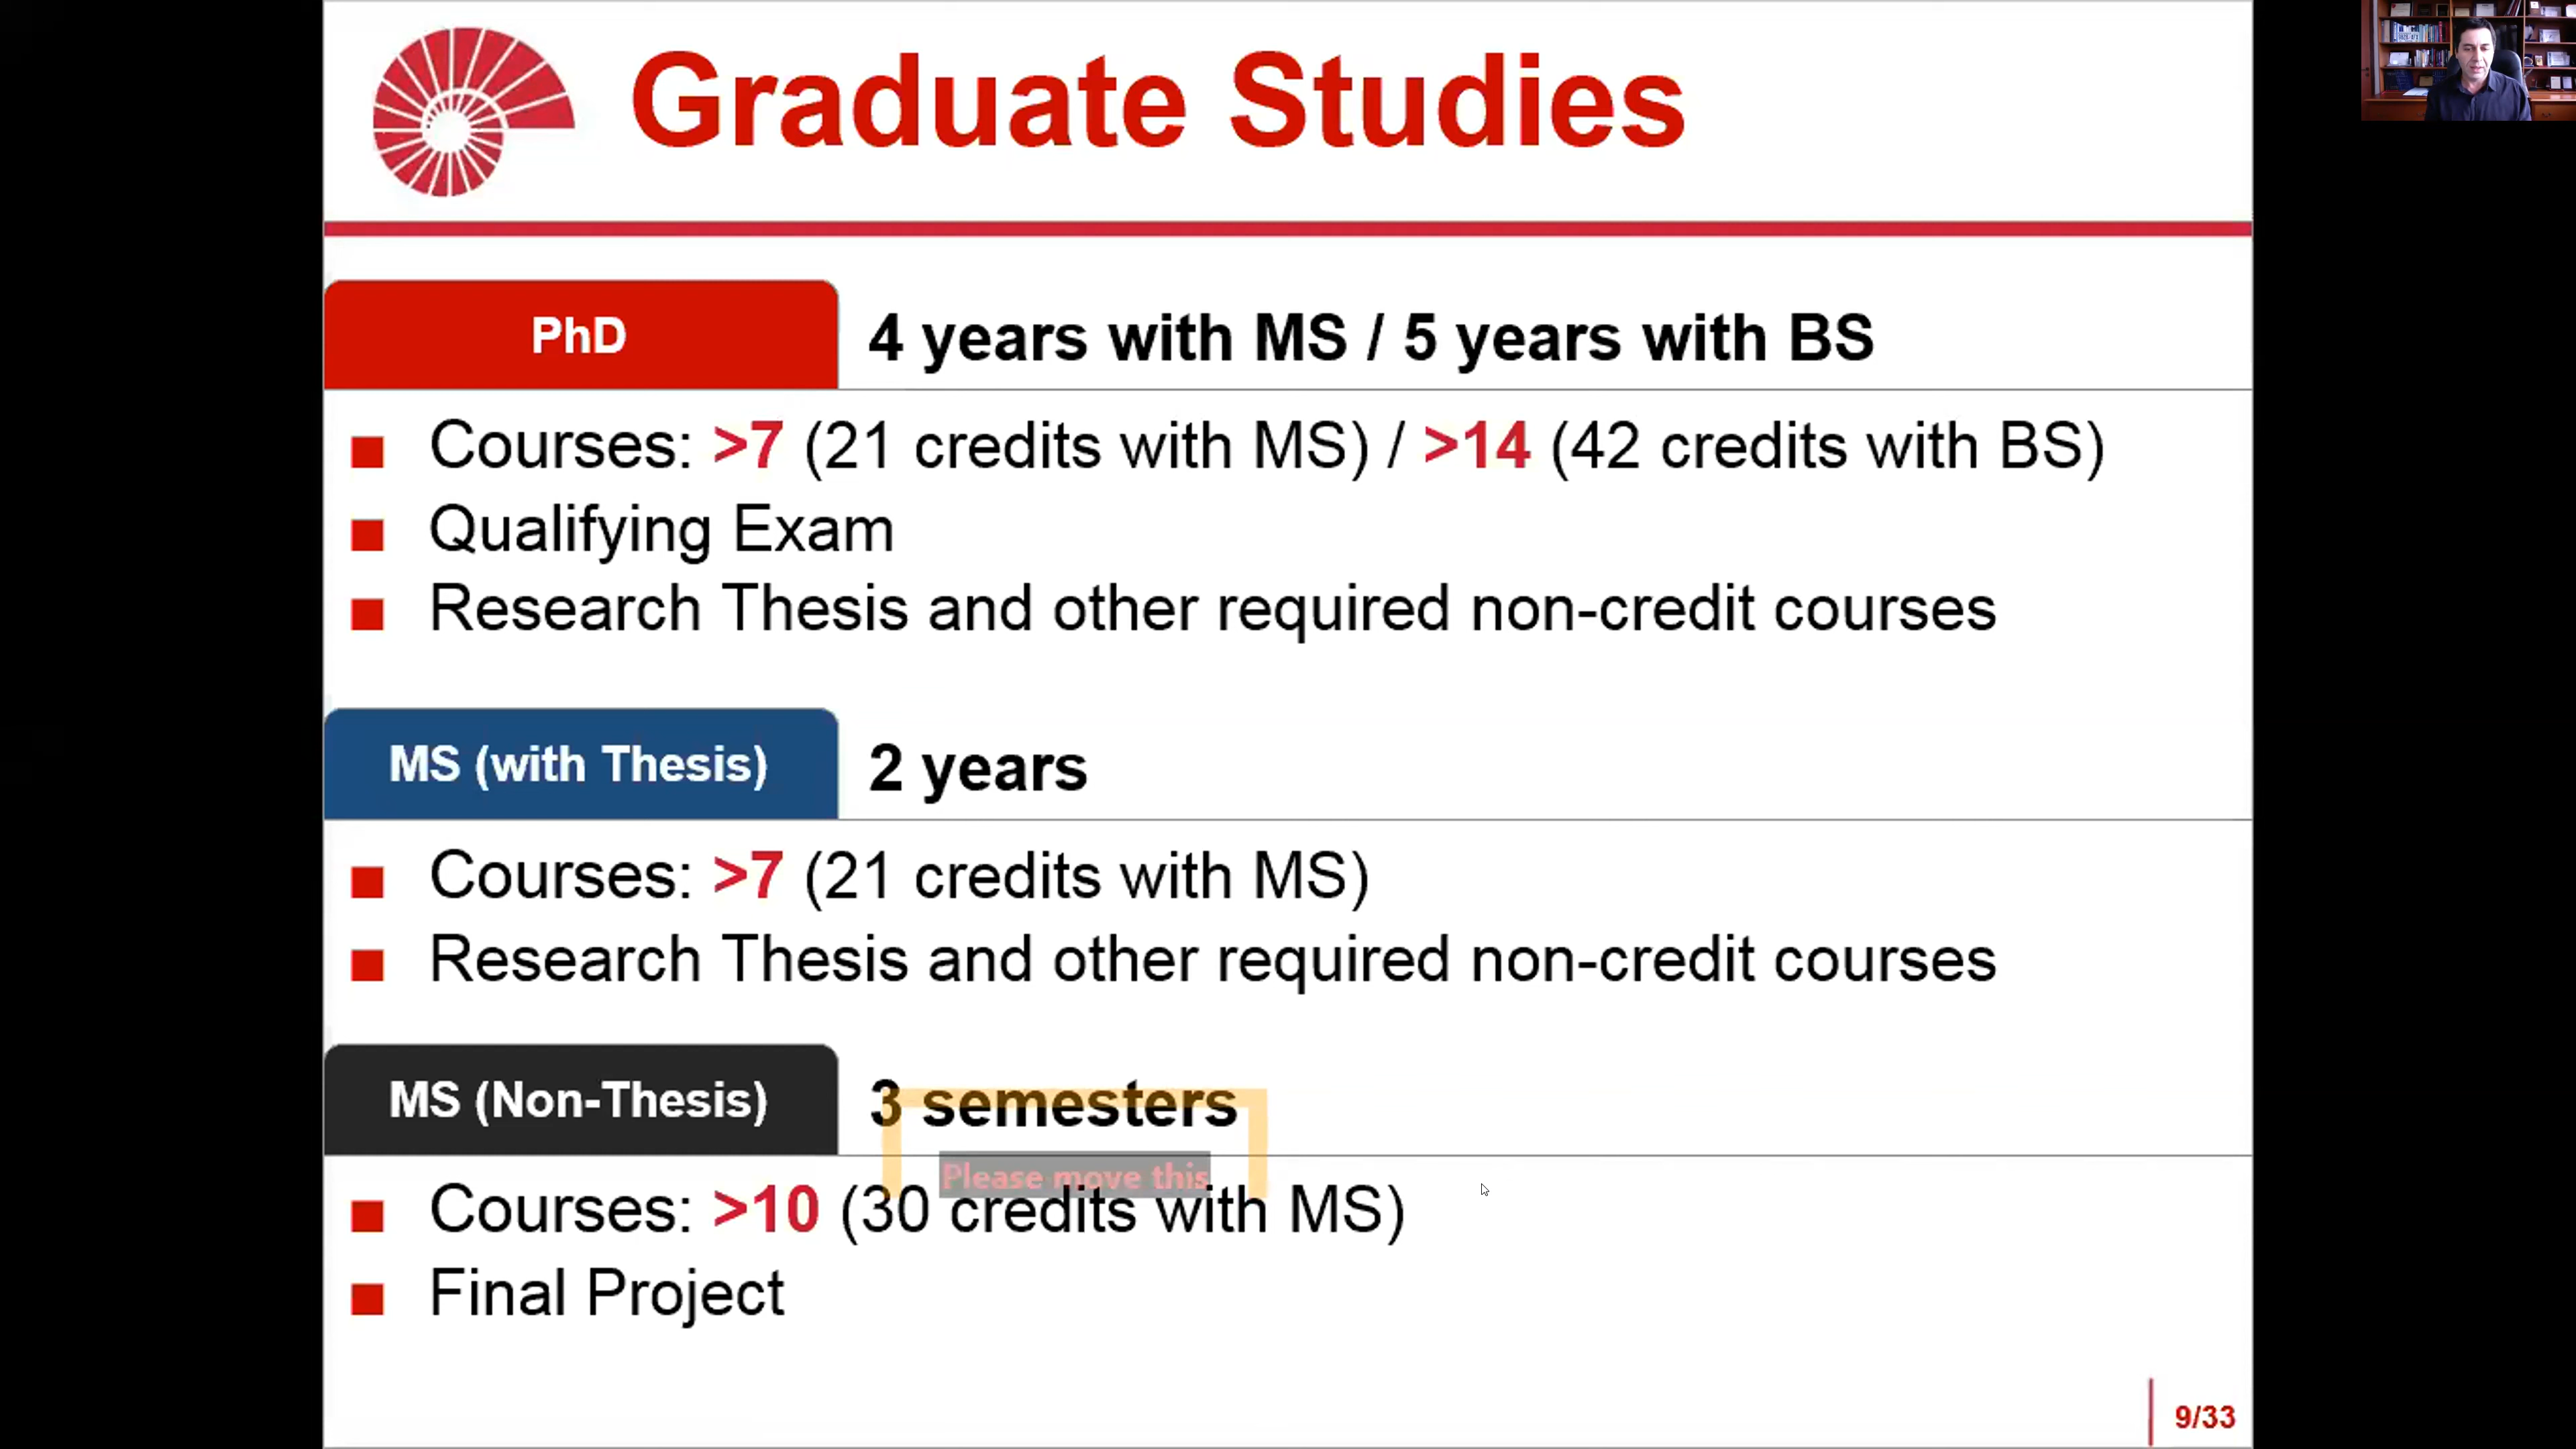 Graduate Studies
PhD
4 years with MS / 5 years with BS
Courses: >7 (21 credits with MS) / >14 (42 credits with BS)
Qualifying Exam
Research Thesis and other required non-credit courses
MS (with Thesis)
2 years
Courses: >7 (21 credits with MS)
Research Thesis and other required non-credit courses
MS (Non-Thesis)
3 semesters
Please move this
Courses: >10 (30 credits with MS)
Final Project
9/33